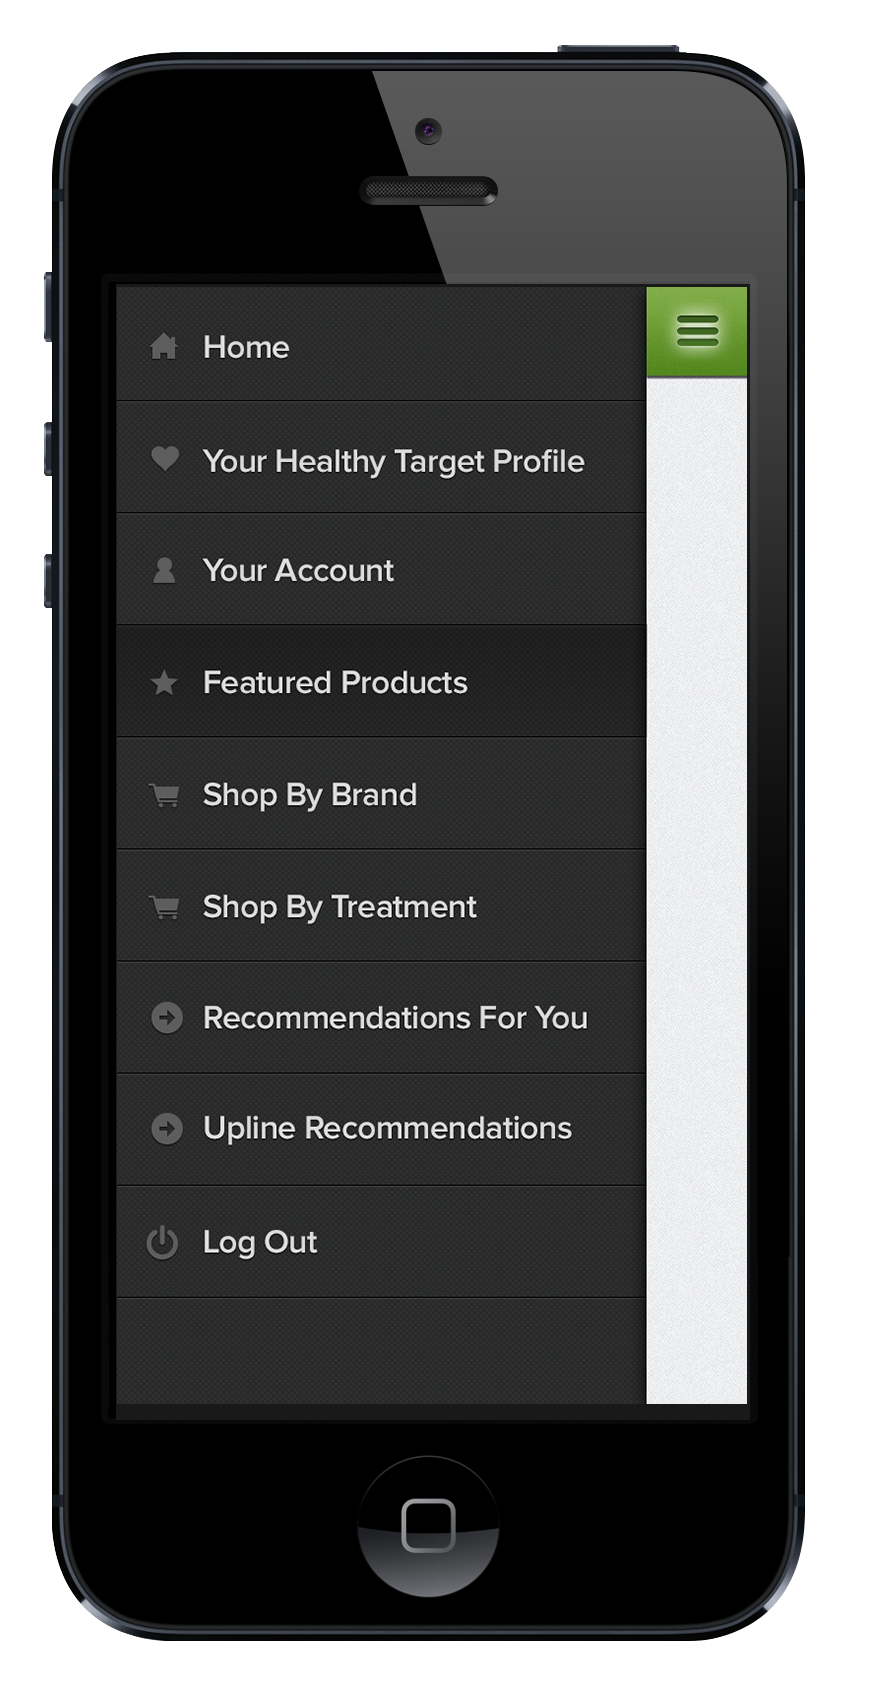 Home
Your Healthy Target Profile
Your Account
Featured Products
Shop By Brand
Shop By Treatment
Recommendations For You
Upline Recommendations
Log Out